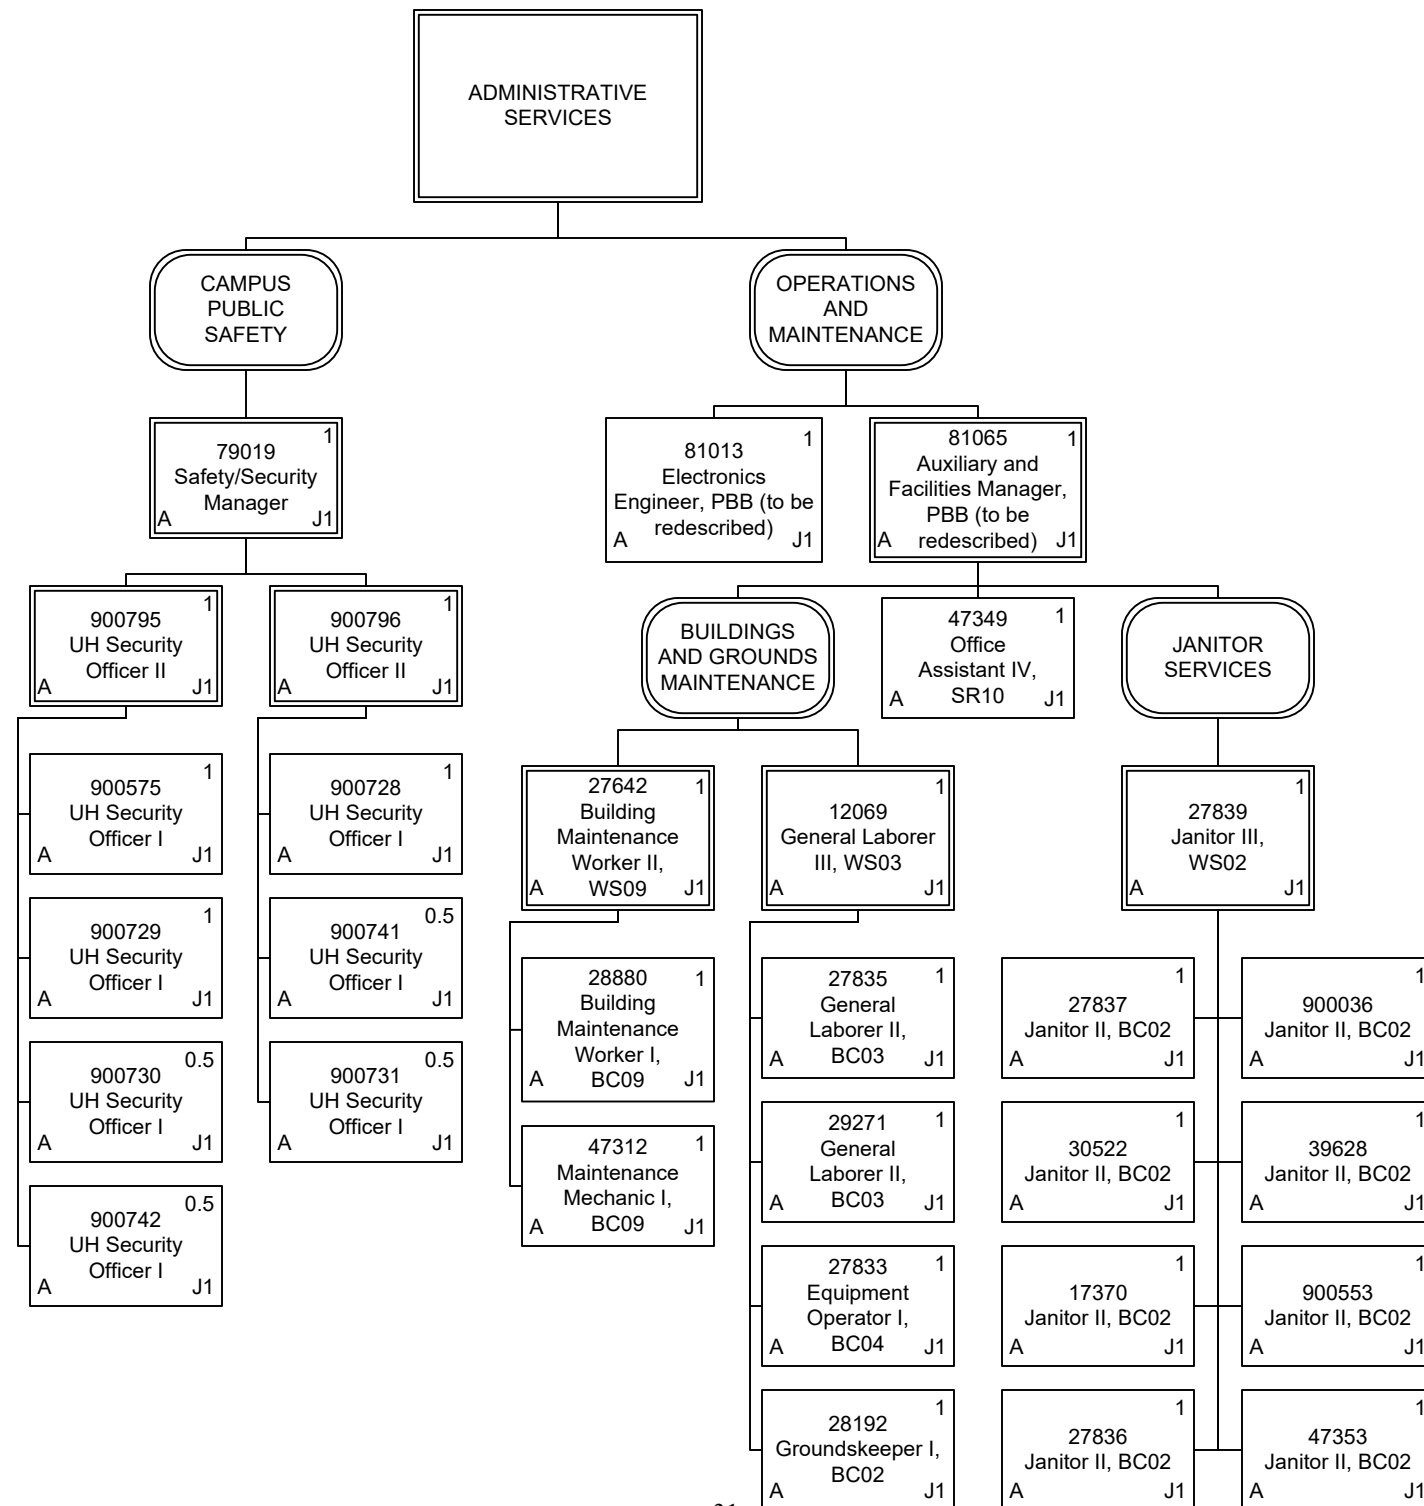 ADMINISTRATIVE
SERVICES
CAMPUS
PUBLIC
SAFETY
OPERATIONS
AND
MAINTENANCE
1
79019
Safety/Security
Manager
A J1
1
81013
Electronics
Engineer, PBB (to be
redescribed)
A J1
81065 1
Auxiliary and
Facilities Manager,
PBB (to be
A redescribed) J1
1
900795
UH Security
Officer II
A J1
1
900796
UH Security
Officer II
A J1
BUILDINGS
AND GROUNDS
MAINTENANCE
47349 1
Office
Assistant IV,
A SR10 J1
JANITOR
SERVICES
1
900575
UH Security
Officer I
A J1
1
900728
UH Security
Officer I
A J1
27642 1
Building
Maintenance
Worker II,
A WS09 J1
1
12069
General Laborer
III, WS03
A J1
1
27839
Janitor III,
WS02
A J1
1
900729
UH Security
Officer I
A J1
0.5
900741
UH Security
Officer I
A J1
28880 1
Building
Maintenance
Worker I,
A BC09 J1
27835 1
General
Laborer II,
A BC03 J1
1
27837
Janitor II, BC02
A J1
1
900036
Janitor II, BC02
A J1
0.5
900730
UH Security
Officer I
A J1
0.5
900731
UH Security
Officer I
A J1
47312 1
Maintenance
Mechanic I,
A BC09 J1
29271 1
General
Laborer II,
A BC03 J1
1
30522
Janitor II, BC02
A J1
1
39628
Janitor II, BC02
A J1
0.5
900742
UH Security
Officer I
A J1
27833 1
Equipment
Operator I,
A BC04 J1
1
17370
Janitor II, BC02
A J1
1
900553
Janitor II, BC02
A J1
1
28192
Groundskeeper I,
BC02
A J1
1
27836
Janitor II, BC02
A J1
1
47353
Janitor II, BC02
A J1